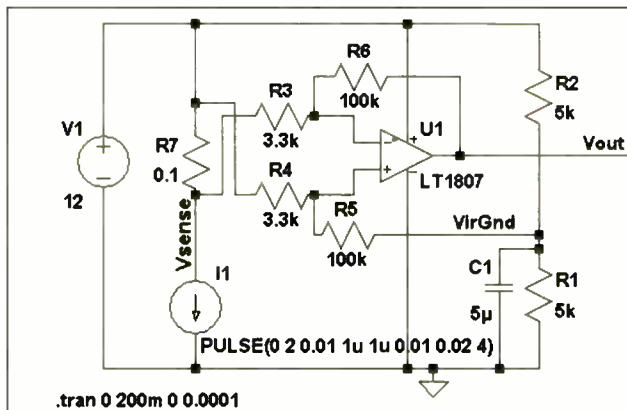 R6
100k
R3
3.3k
R2
5k
V1
12
R7
0.1
U1
LT1807
Vout
R4
3.3k
R5
100k
VirGnd
Vsense
I1
C1
5µ
R1
5k
PULSE(0 2 0.01 1u 1u 0.01 0.02 4)
.tran 0 200m 0 0.0001